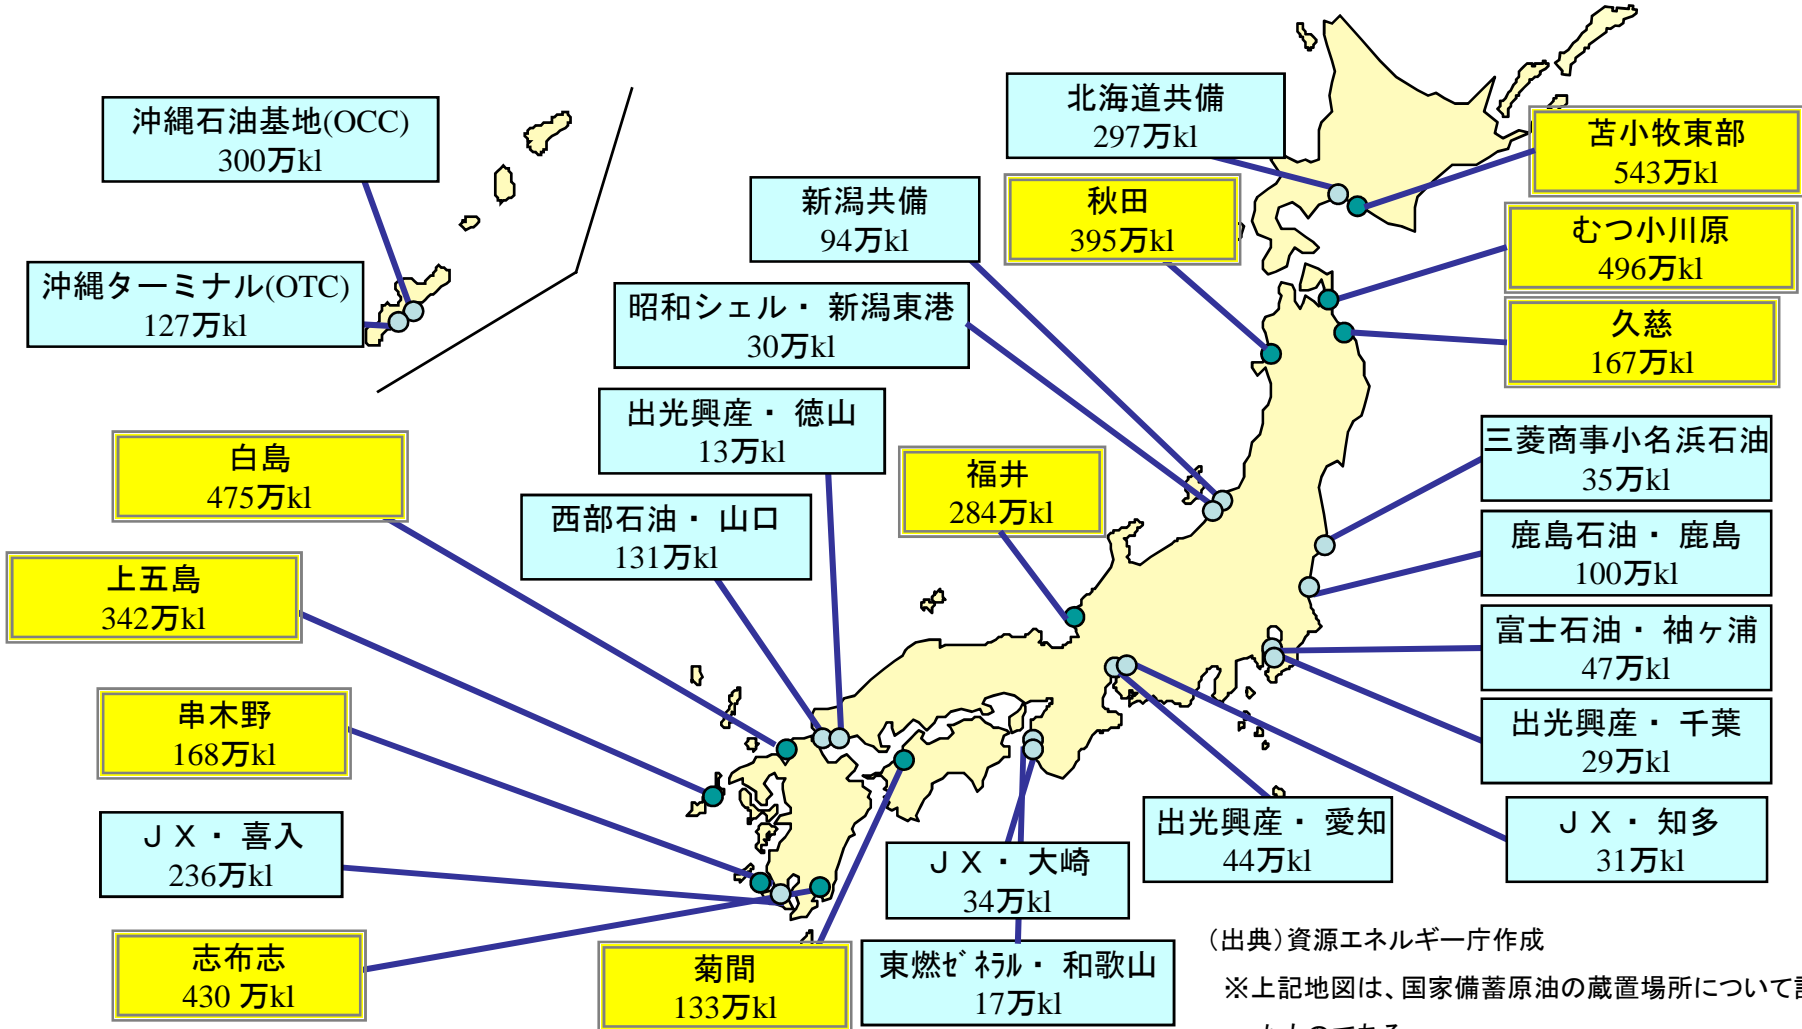 北海道共備
297万kl
沖縄石油基地(OCC)
300万kl
苫小牧東部
543万kl
新潟共備
94万kl
秋田
395万kl
むつ小川原
496万kl
沖縄ターミナル(OTC)
127万kl
昭和シェル・ 新潟東港
30万kl
久慈
167万kl
出光興産・ 徳山
13万kl
三菱商事小名浜石油
35万kl
白島
475万kl
福井
284万kl
西部石油・ 山口
131万kl
鹿島石油・ 鹿島
100万kl
上五島
342万kl
富士石油・ 袖ヶ浦
47万kl
串木野
168万kl
出光興産・ 千葉
29万kl
JX・ 喜入
236万kl
出光興産・ 愛知
44万kl
JX・ 知多
31万kl
JX・ 大崎
34万kl
志布志
430 万kl
菊間
133万kl
東燃ゼネラル・ 和歌山
17万kl
(出典)資源エネルギー庁作成
※上記地図は、国家備蓄原油の蔵置場所について
たものである